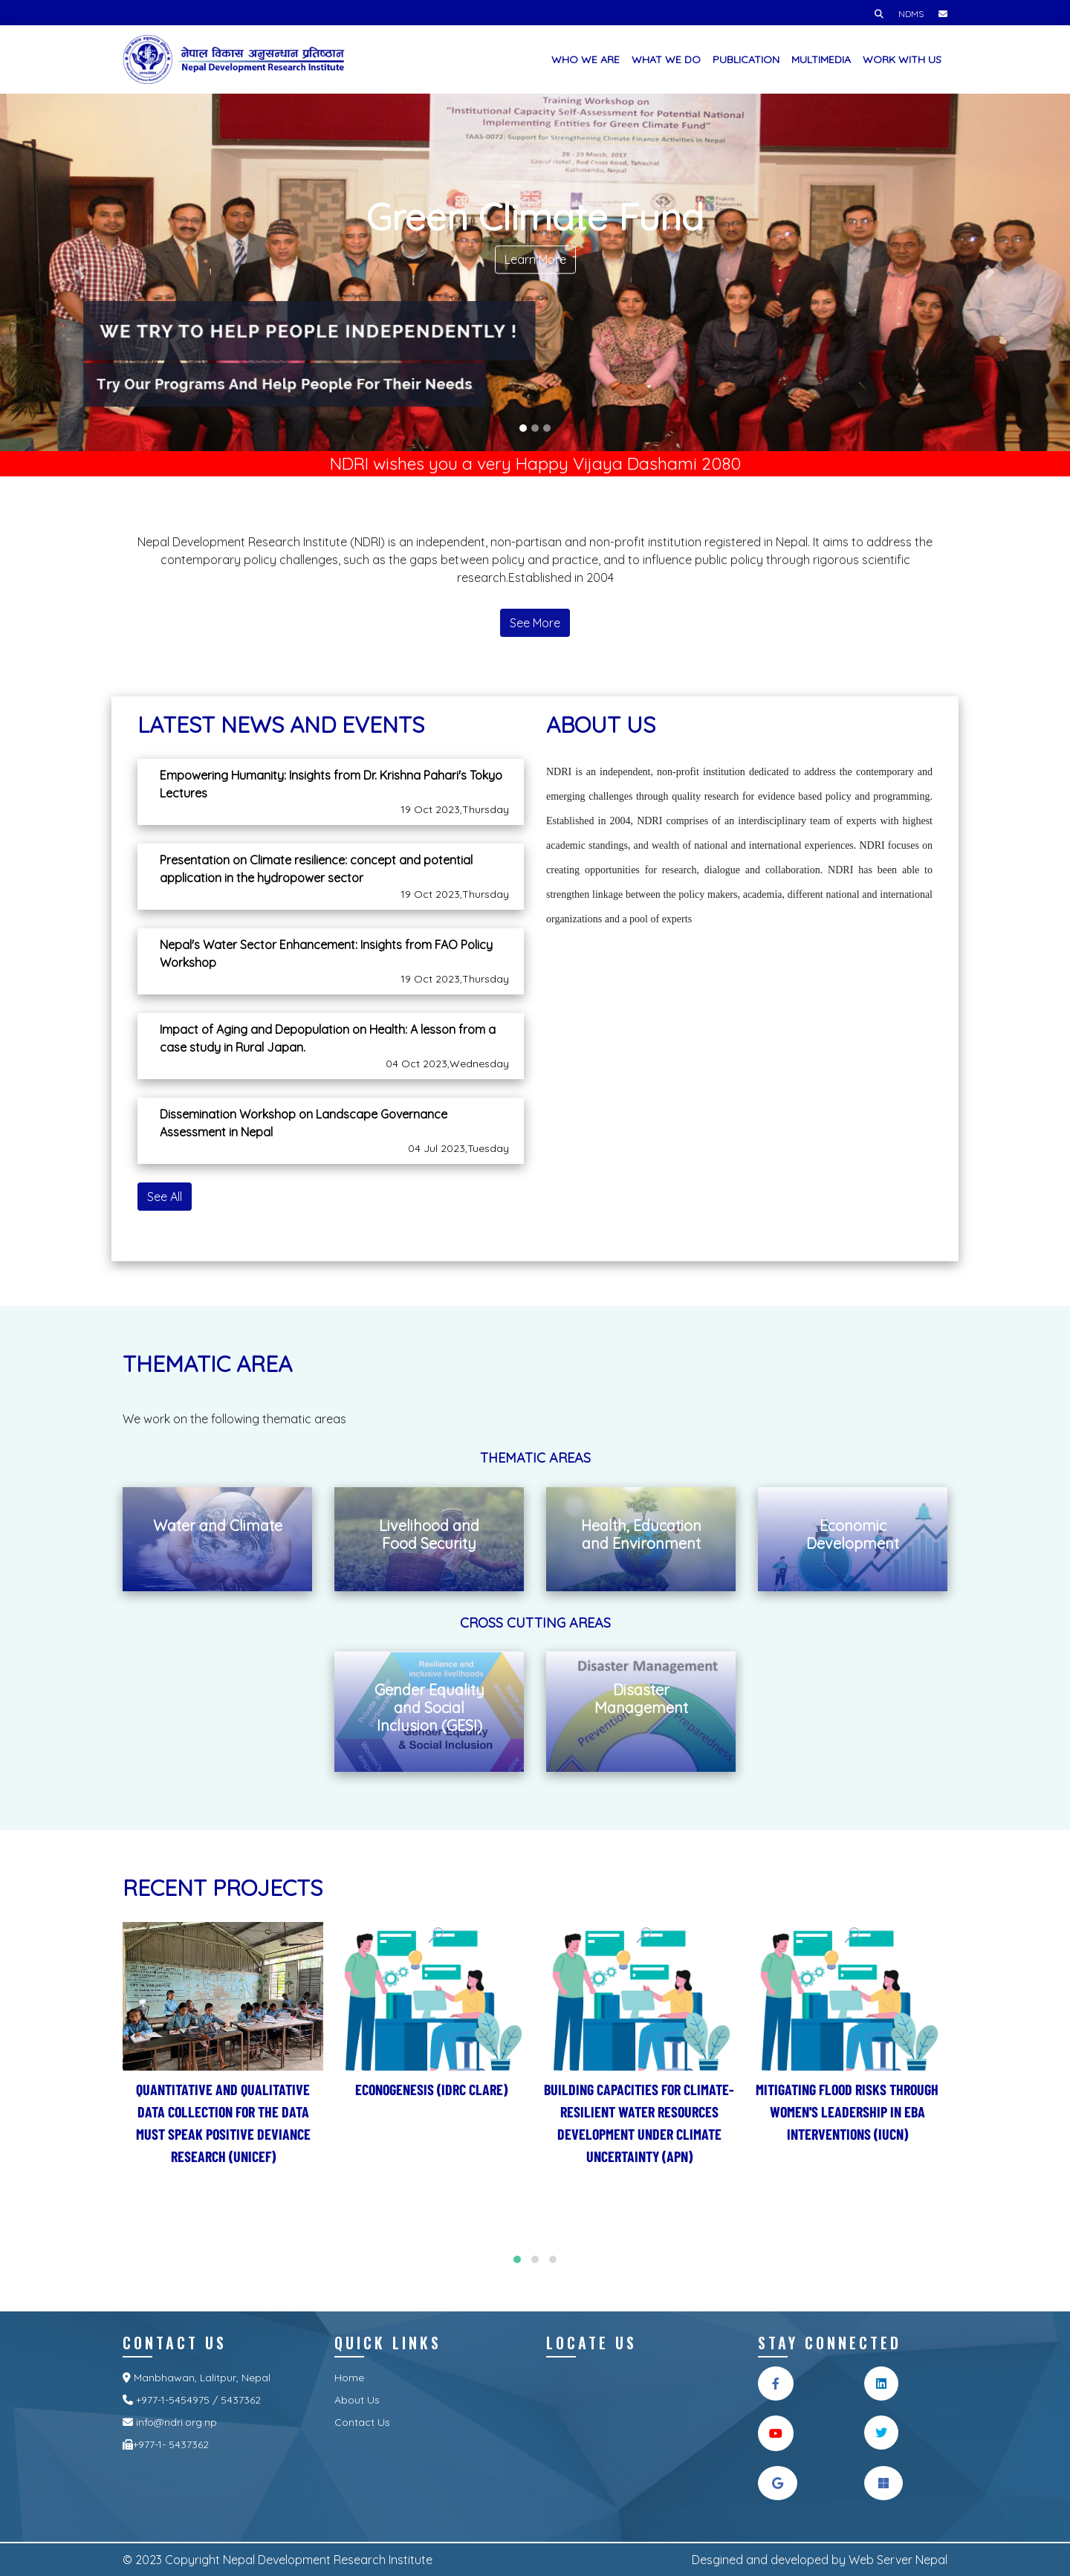 NDMS
नेपाल विकास अनुसन्धान प्रतिष्ठान
Nepal Development Research Institute
WHO WE ARE
WHAT WE DO
PUBLICATION
MULTIMEDIA
WORK WITH US
Training Workshop on
"Institutional Capacity Self-Assessment for Potential National
Implementing Entities for Green Climate Fund"
TAAS-0072: Support for Strengthening Climate Finance Activities in Nepal
26 - 25 March, 2017
Grand Hotel, Red Cross Road, Tahachal
Kathmandu, Nepal
Green Climate Fund
Learn More
WE TRY TO HELP PEOPLE INDEPENDENTLY !
Try Our Programs And Help People For Their Needs
NDRI wishes you a very Happy Vijaya Dashami 2080
Nepal Development Research Institute (NDRI) is an independent, non-partisan and non-profit institution registered in Nepal. It aims to address the
contemporary policy challenges, such as the gaps between policy and practice, and to influence public policy through rigorous scientific
research.Established in 2004
See More
LATEST NEWS AND EVENTS
Empowering Humanity: Insights from Dr. Krishna Pahari's Tokyo
Lectures
19 Oct 2023,Thursday
Presentation on Climate resilience: concept and potential
application in the hydropower sector
19 Oct 2023,Thursday
Nepal's Water Sector Enhancement: Insights from FAO Policy
Workshop
19 Oct 2023,Thursday
Impact of Aging and Depopulation on Health: A lesson from a
case study in Rural Japan.
04 Oct 2023,Wednesday
Dissemination Workshop on Landscape Governance
Assessment in Nepal
04 Jul 2023,Tuesday
See All
ABOUT US
NDRI is an independent, non-profit institution dedicated to address the contemporary and
emerging challenges through quality research for evidence based policy and programming.
Established in 2004, NDRI comprises of an interdisciplinary team of experts with highest
academic standings, and wealth of national and international experiences. NDRI focuses on
creating opportunities for research, dialogue and collaboration. NDRI has been able to
strengthen linkage between the policy makers, academia, different national and international
organizations and a pool of experts
THEMATIC AREA
We work on the following thematic areas
THEMATIC AREAS
Water and Climate
Livelihood and
Food Security
Health, Education
and Environment
Economic
Development
CROSS CUTTING AREAS
Resilience and
inclusive livelihoods
Gender Equality
and Social
Inclusion (GESI)
Gender Equality
& Social Inclusion
Disaster Management
Disaster
Management
Prevention
Preparedness
RECENT PROJECTS
QUANTITATIVE AND QUALITATIVE
DATA COLLECTION FOR THE DATA
MUST SPEAK POSITIVE DEVIANCE
RESEARCH (UNICEF)
ECONOGENESIS (IDRC CLARE)
BUILDING CAPACITIES FOR CLIMATE-
RESILIENT WATER RESOURCES
DEVELOPMENT UNDER CLIMATE
UNCERTAINTY (APN)
MITIGATING FLOOD RISKS THROUGH
WOMEN'S LEADERSHIP IN EBA
INTERVENTIONS (IUCN)
CONTACT US
Manbhawan, Lalitpur, Nepal
+977-1-5454975 / 5437362
info@ndri.org.np
+977-1- 5437362
QUICK LINKS
Home
About Us
Contact Us
LOCATE US
STAY CONNECTED
© 2023 Copyright Nepal Development Research Institute
Desgined and developed by Web Server Nepal